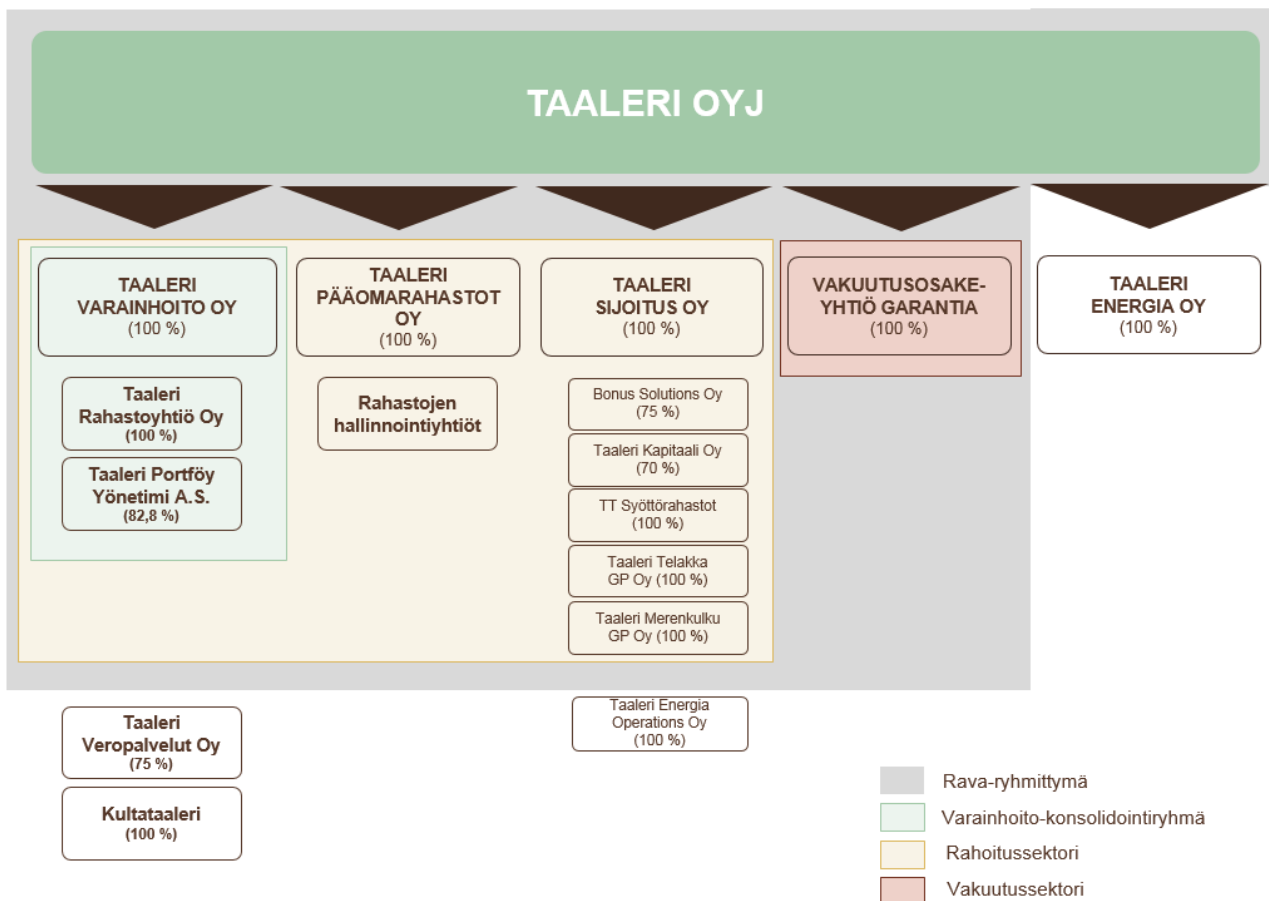 TAALERI OYJ
TAALERI
VARAINHOITO OY
(100 %)
Taaleri
Rahastoyhtiö Oy
(100 %)
Taaleri Portföy
Yönetimi A.S.
(82,8 %)
TAALERI
PÄÄOMARAHASTOT
OY
(100 %)
Rahastojen
hallinnointiyhtiöt
TAALERI
SIJOITUS OY
(100 %)
Bonus Solutions Oy
(75 %)
Taaleri Kapitaali Oy
(70 %)
TT Syöttörahastot
(100 %)
Taaleri Telakka
GP Oy (100 %)
Taaleri Merenkulku
GP Oy (100 %)
VAKUUTUSOSAKE-
YHTIÖ GARANTIA
(100 %)
TAALERI
ENERGIA OY
(100 %)
Taaleri
Veropalvelut Oy
(75 %)
Kultataaleri
(100 %)
Taaleri Energia
Operations Oy
(100 %)
Rava-ryhmittymä
Varainhoito-konsolidointiryhmä
Rahoitussektori
Vakuutussektori